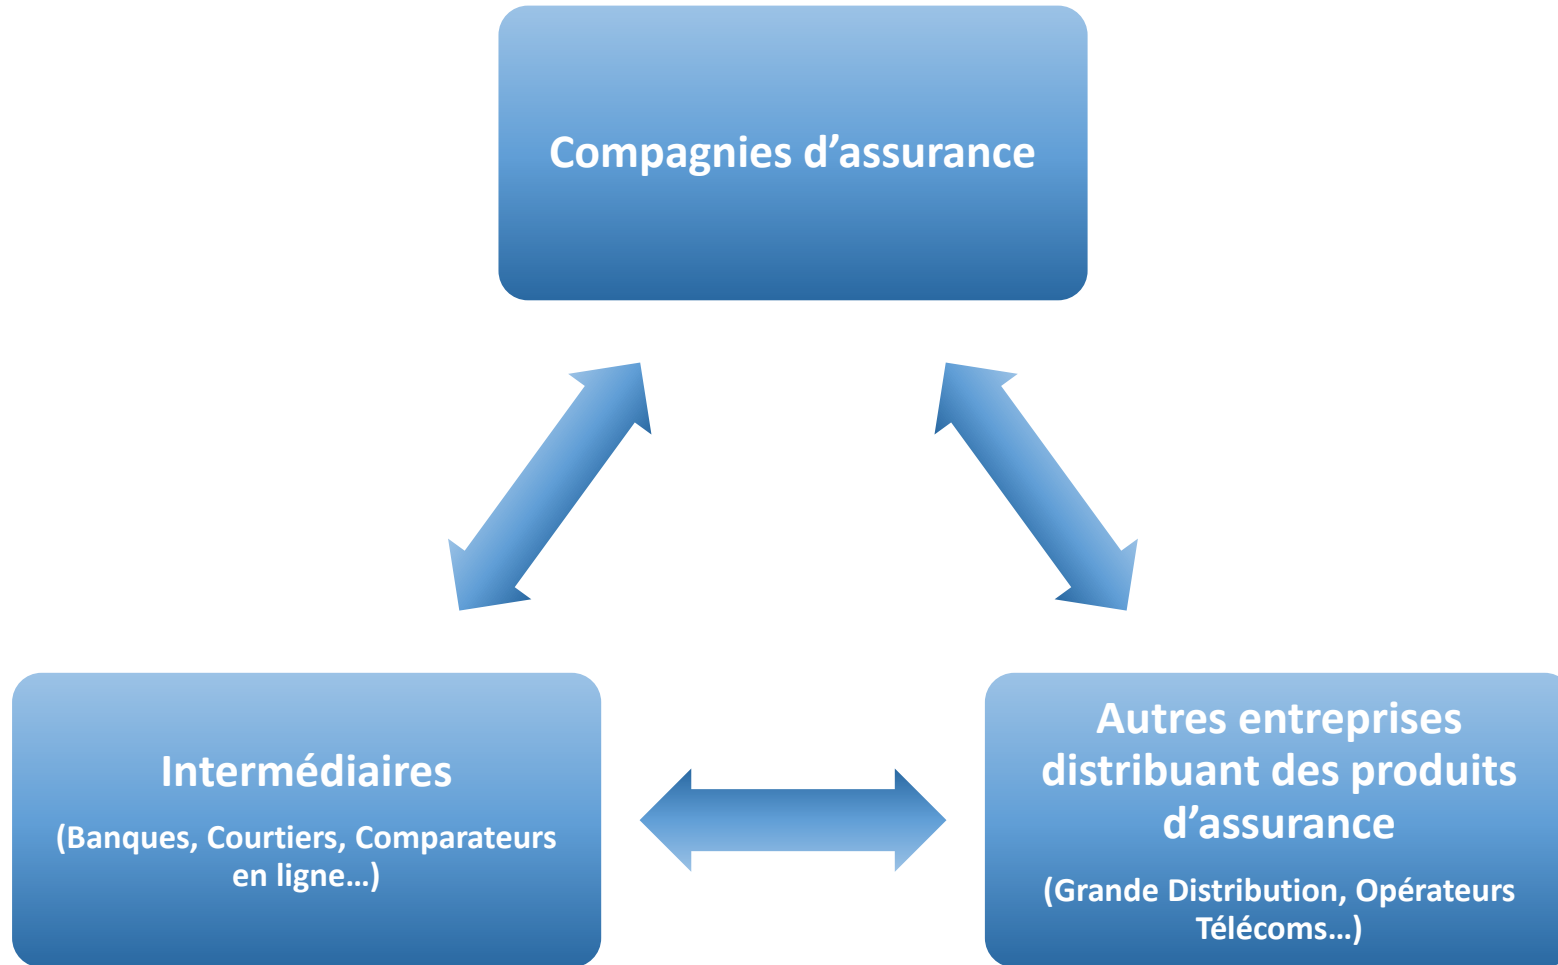 Compagnies d’assurance
Intermédiaires
(Banques, Courtiers, Comparateurs
en ligne…)
Autres entreprises
distribuant des produits
d’assurance
(Grande Distribution, Opérateurs
Télécoms…)